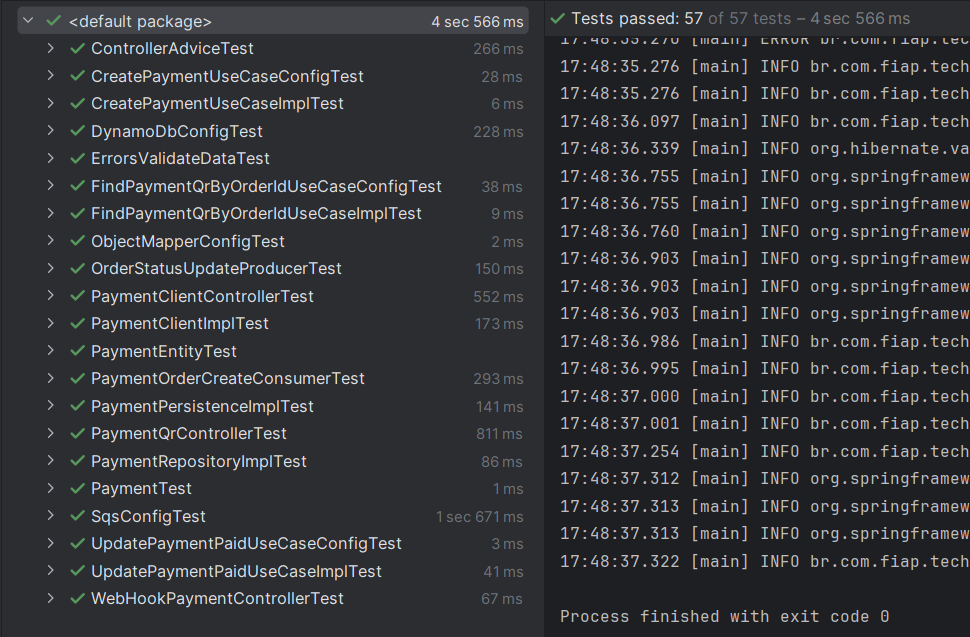 <default package> 4 sec 566 ms
ControllerAdviceTest 266 ms
CreatePaymentUseCaseConfigTest 28 ms
CreatePaymentUseCaseImplTest 6 ms
DynamoDbConfigTest 228 ms
ErrorsValidateDataTest
FindPaymentQrByOrderIdUseCaseConfigTest 38 ms
FindPaymentQrByOrderIdUseCaseImplTest 9 ms
ObjectMapperConfigTest 2 ms
OrderStatusUpdateProducerTest 150 ms
PaymentClientControllerTest 552 ms
PaymentClientImplTest 173 ms
PaymentEntityTest
PaymentOrderCreateConsumerTest 293 ms
PaymentPersistenceImplTest 141 ms
PaymentQrControllerTest 811 ms
PaymentRepositoryImplTest 86 ms
PaymentTest 1 ms
SqsConfigTest 1 sec 671 ms
UpdatePaymentPaidUseCaseConfigTest 3 ms
UpdatePaymentPaidUseCaseImplTest 41 ms
WebHookPaymentControllerTest 67 ms
Tests passed: 57 of 57 tests – 4 sec 566 ms
[main] ERROR br.com.fiap.tec
17:48:35.276 [main] INFO br.com.fiap.tech
17:48:35.276 [main] INFO br.com.fiap.tech
17:48:36.097 [main] INFO br.com.fiap.tech
17:48:36.339 [main] INFO org.hibernate.va
17:48:36.755 [main] INFO org.springframew
17:48:36.755 [main] INFO org.springframew
17:48:36.760 [main] INFO org.springframew
17:48:36.903 [main] INFO org.springframew
17:48:36.903 [main] INFO org.springframew
17:48:36.903 [main] INFO org.springframew
17:48:36.986 [main] INFO br.com.fiap.tech
17:48:36.995 [main] INFO br.com.fiap.tech
17:48:37.000 [main] INFO br.com.fiap.tech
17:48:37.001 [main] INFO br.com.fiap.tech
17:48:37.254 [main] INFO br.com.fiap.tech
17:48:37.312 [main] INFO org.springframew
17:48:37.313 [main] INFO org.springframew
17:48:37.313 [main] INFO org.springframew
17:48:37.322 [main] INFO br.com.fiap.tech
Process finished with exit code 0